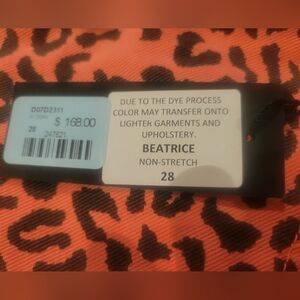 D07D2311
$ 168.00
28
247621
DUE TO THE DYE PROCESS
COLOR MAY TRANSFER ONTO
LIGHTER GARMENTS AND
UPHOLSTERY.
BEATRICE
NON-STRETCH
28